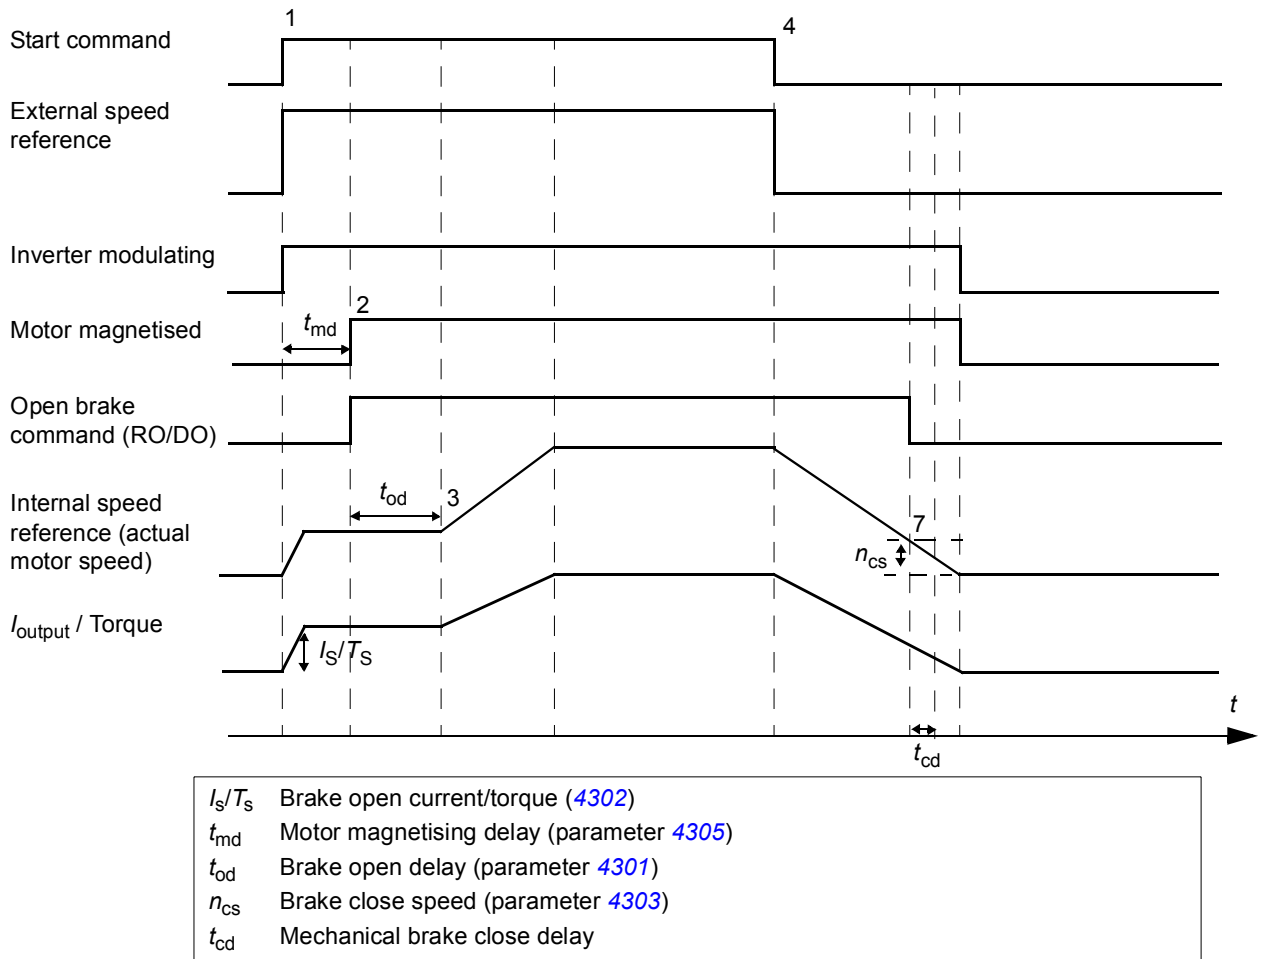 1
4
Start command
External speed
reference
Inverter modulating
2
Motor magnetised
tmd
Open brake
command (RO/DO)
tod
3
Internal speed
reference (actual
motor speed)
7
ncs
Ioutput / Torque
IS/TS
t
tcd
Is/Ts Brake open current/torque (4302)
tmd Motor magnetising delay (parameter 4305)
tod Brake open delay (parameter 4301)
ncs Brake close speed (parameter 4303)
tcd Mechanical brake close delay